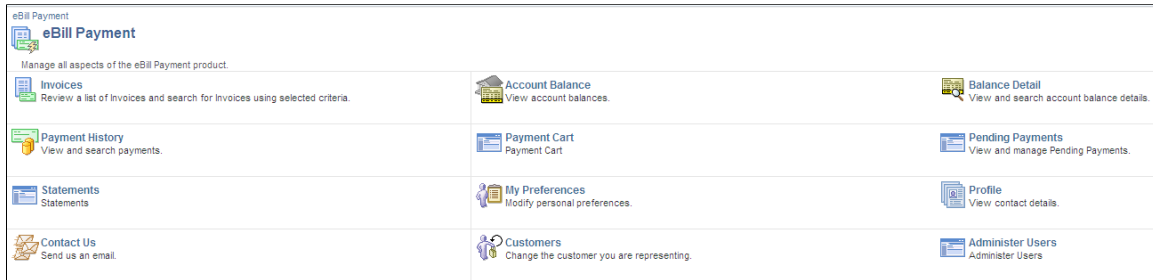 eBill Payment
eBill Payment
Manage all aspects of the eBill Payment product.
Invoices
Review a list of Invoices and search for Invoices using selected criteria.
Account Balance
View account balances.
Balance Detail
View and search account balance details.
Payment History
View and search payments.
Payment Cart
Payment Cart
Pending Payments
View and manage Pending Payments.
Statements
Statements
My Preferences
Modify personal preferences.
Profile
View contact details.
Contact Us
Send us an email.
Customers
Change the customer you are representing.
Administer Users
Administer Users